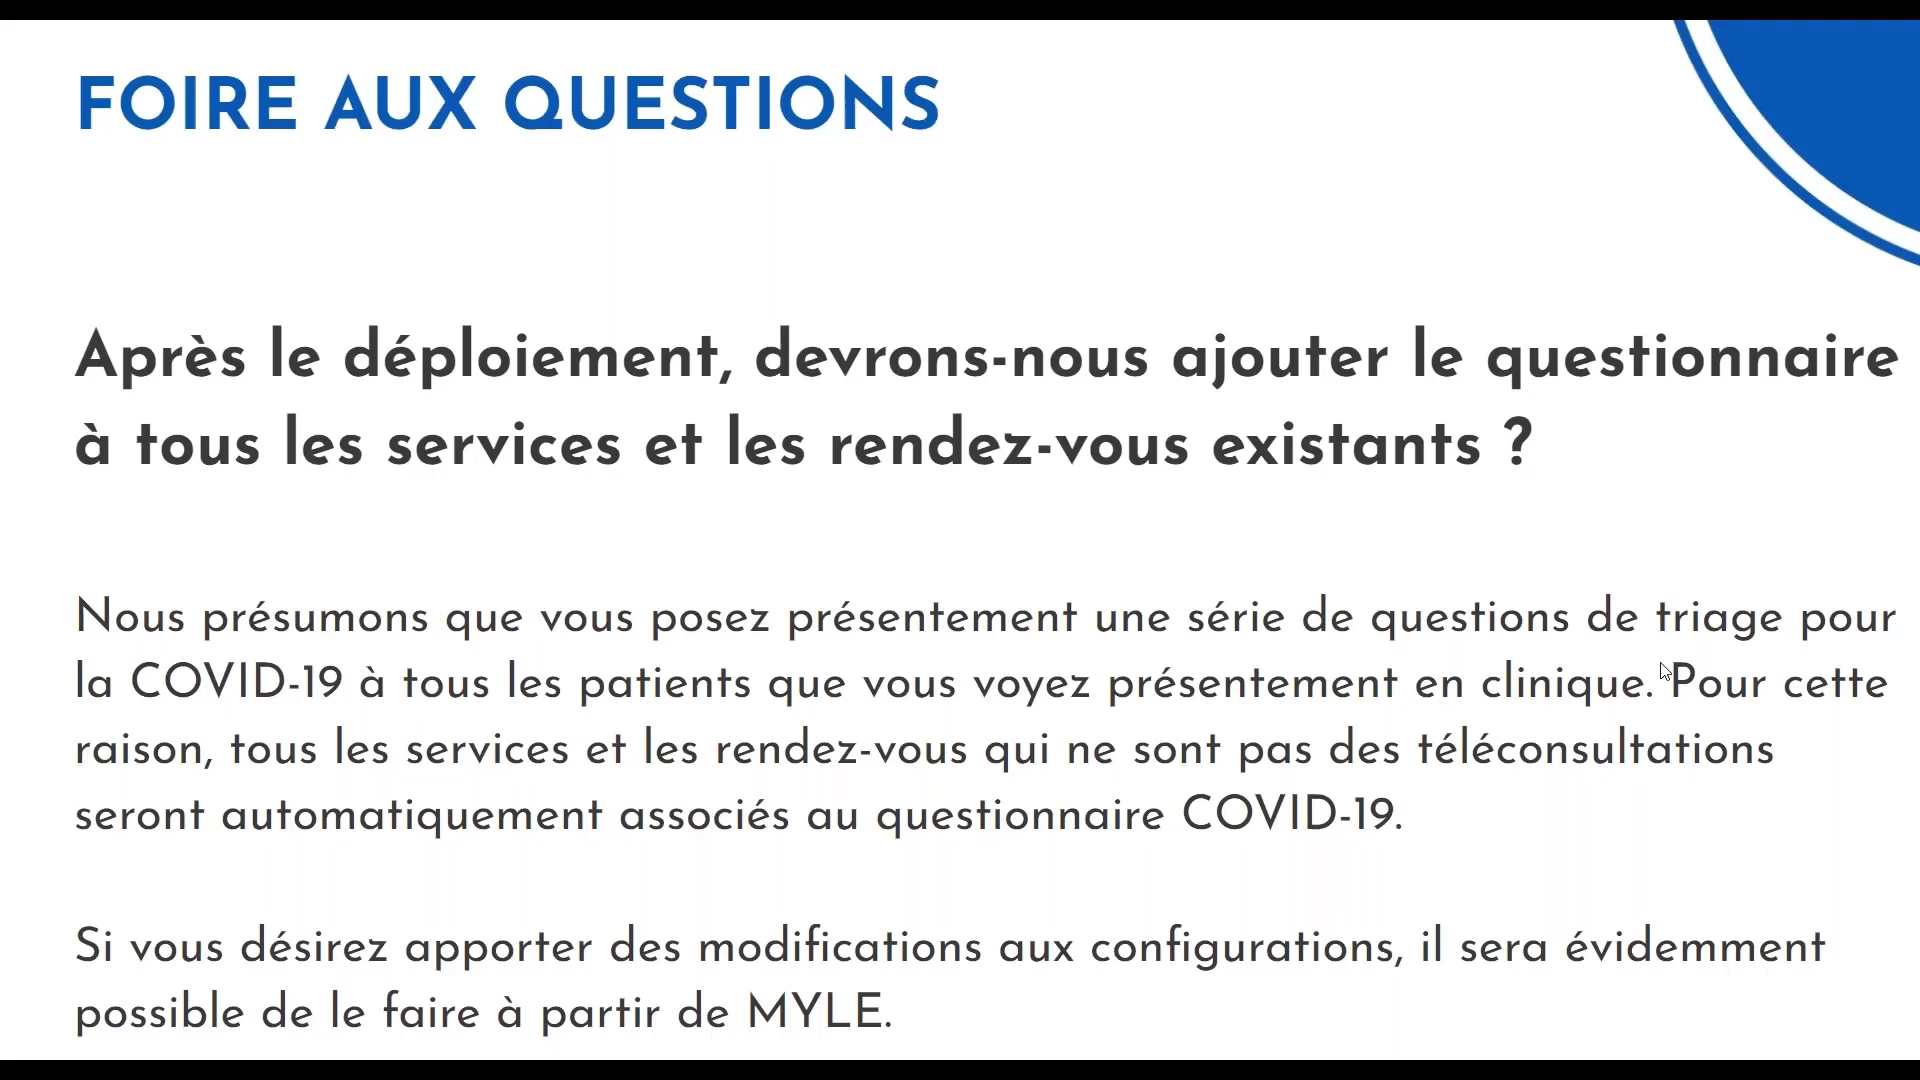 FOIRE AUX QUESTIONS
Après le déploiement, devrons-nous ajouter le questionnaire
à tous les services et les rendez-vous existants ?
Nous présumons que vous posez présentement une série de questions de triage pour
la COVID-19 à tous les patients que vous voyez présentement en clinique. Pour cette
raison, tous les services et les rendez-vous qui ne sont pas des téléconsultations
seront automatiquement associés au questionnaire COVID-19.
Si vous désirez apporter des modifications aux configurations, il sera évidemment
possible de le faire à partir de MYLE.